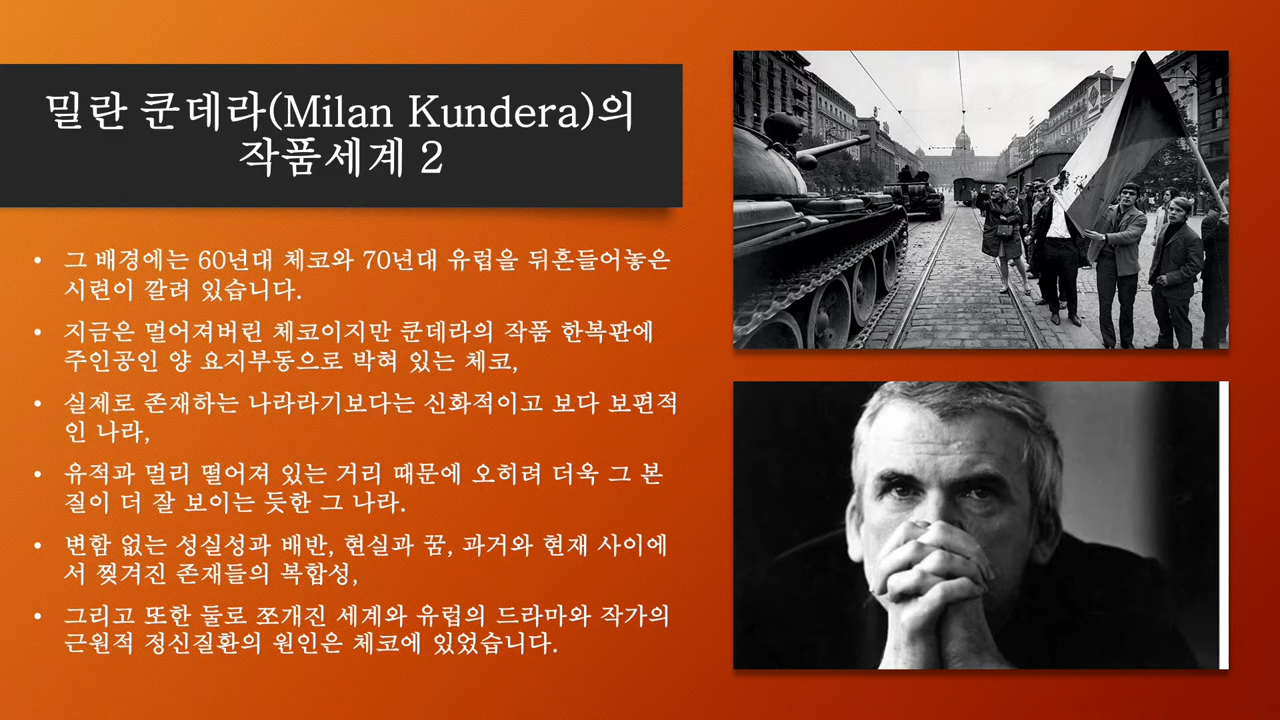 밀란 쿤데라(Milan Kundera)의
작품세계 2
• 그 배경에는 60년대 체코와 70년대 유럽을 뒤흔들어놓은
시련이 깔려 있습니다.
• 지금은 멀어져버린 체코이지만 쿤데라의 작품 한복판에
주인공인 양 요지부동으로 박혀 있는 체코,
• 실제로 존재하는 나라라기보다는 신화적이고 보다 보편적
인 나라,
• 유적과 멀리 떨어져 있는 거리 때문에 오히려 더욱 그 본
질이 더 잘 보이는 듯한 그 나라.
• 변함 없는 성실성과 배반, 현실과 꿈, 과거와 현재 사이에
서 찢겨진 존재들의 복합성,
• 그리고 또한 둘로 쪼개진 세계와 유럽의 드라마와 작가의
근원적 정신질환의 원인은 체코에 있었습니다.